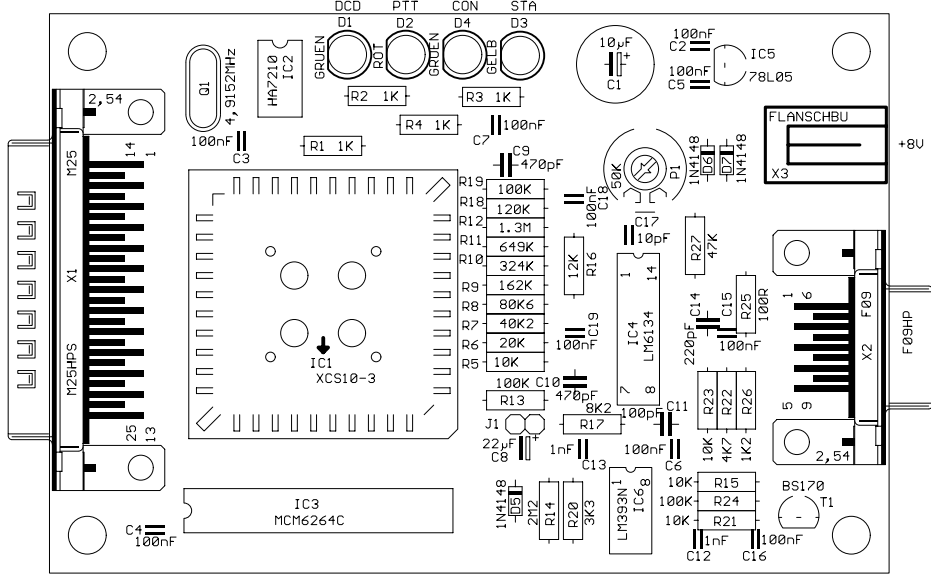 DCD PTT CON STA
D1 D2 D4 D3
GRUEN ROT GRUEN GELB
HA7210
IC2
Q1
4,9152MHz
10µF
C1
100nF
C2
100nF
C5
IC5
78L05
R2 1K
R3 1K
R4 1K
R1 1K
C7
100nF
100nF
C3
2,54
M25
14
1
X1
M25HPS
25
13
C9
470pF
50K
P1
1N4148
D6
D7
1N4148
FLANSCHBU
X3
+8V
R19 100K
R18 120K
R12 1.3M
R11 649K
R10 324K
R9 162K
R8 80K6
R7 40K2
R6 20K
R5 10K
100K
R13
100nF
C18
C17
10pF
12K
R16
R27
47K
1
14
IC4
LM6134
7
8
C19
100nF
C10
470pF
C14
220pF
C15
100nF
R25
100R
1
6
5
9
F09
X2
F09HP
2,54
IC1
XCS10-3
J1
22µF
+
C8
8K2
R17
100pF
C11
1nF
C13
100nF
C6
R23
R22
R26
10K
4K7
1K2
IC3
MCM6264C
C4
100nF
1N4148
D5
2M2
R14
R20
3K3
LM393N
IC6
1
8
10K R15
100K R24
10K R21
C12
1nF
C16
100nF
BS170
T1